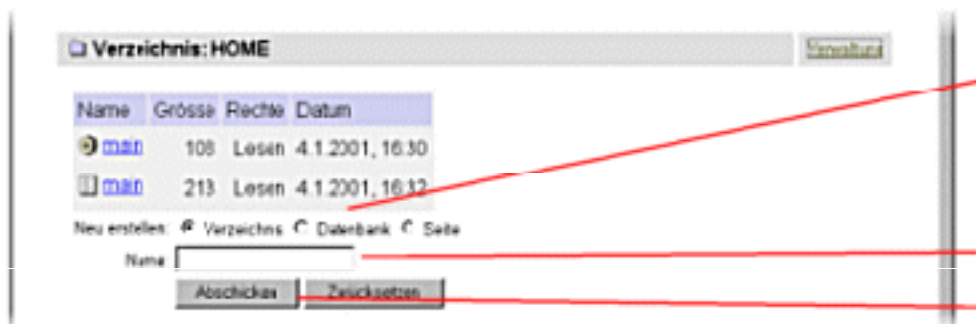 Verzeichnis: HOME
Verwaltung
Name Grösse Rechte Datum
main 108 Lesen 4.1.2001, 16:30
main 213 Lesen 4.1.2001, 16:32
Neu erstellen: Verzeichnis Datenbank Seite
Name
Abschicken Zurücksetzen